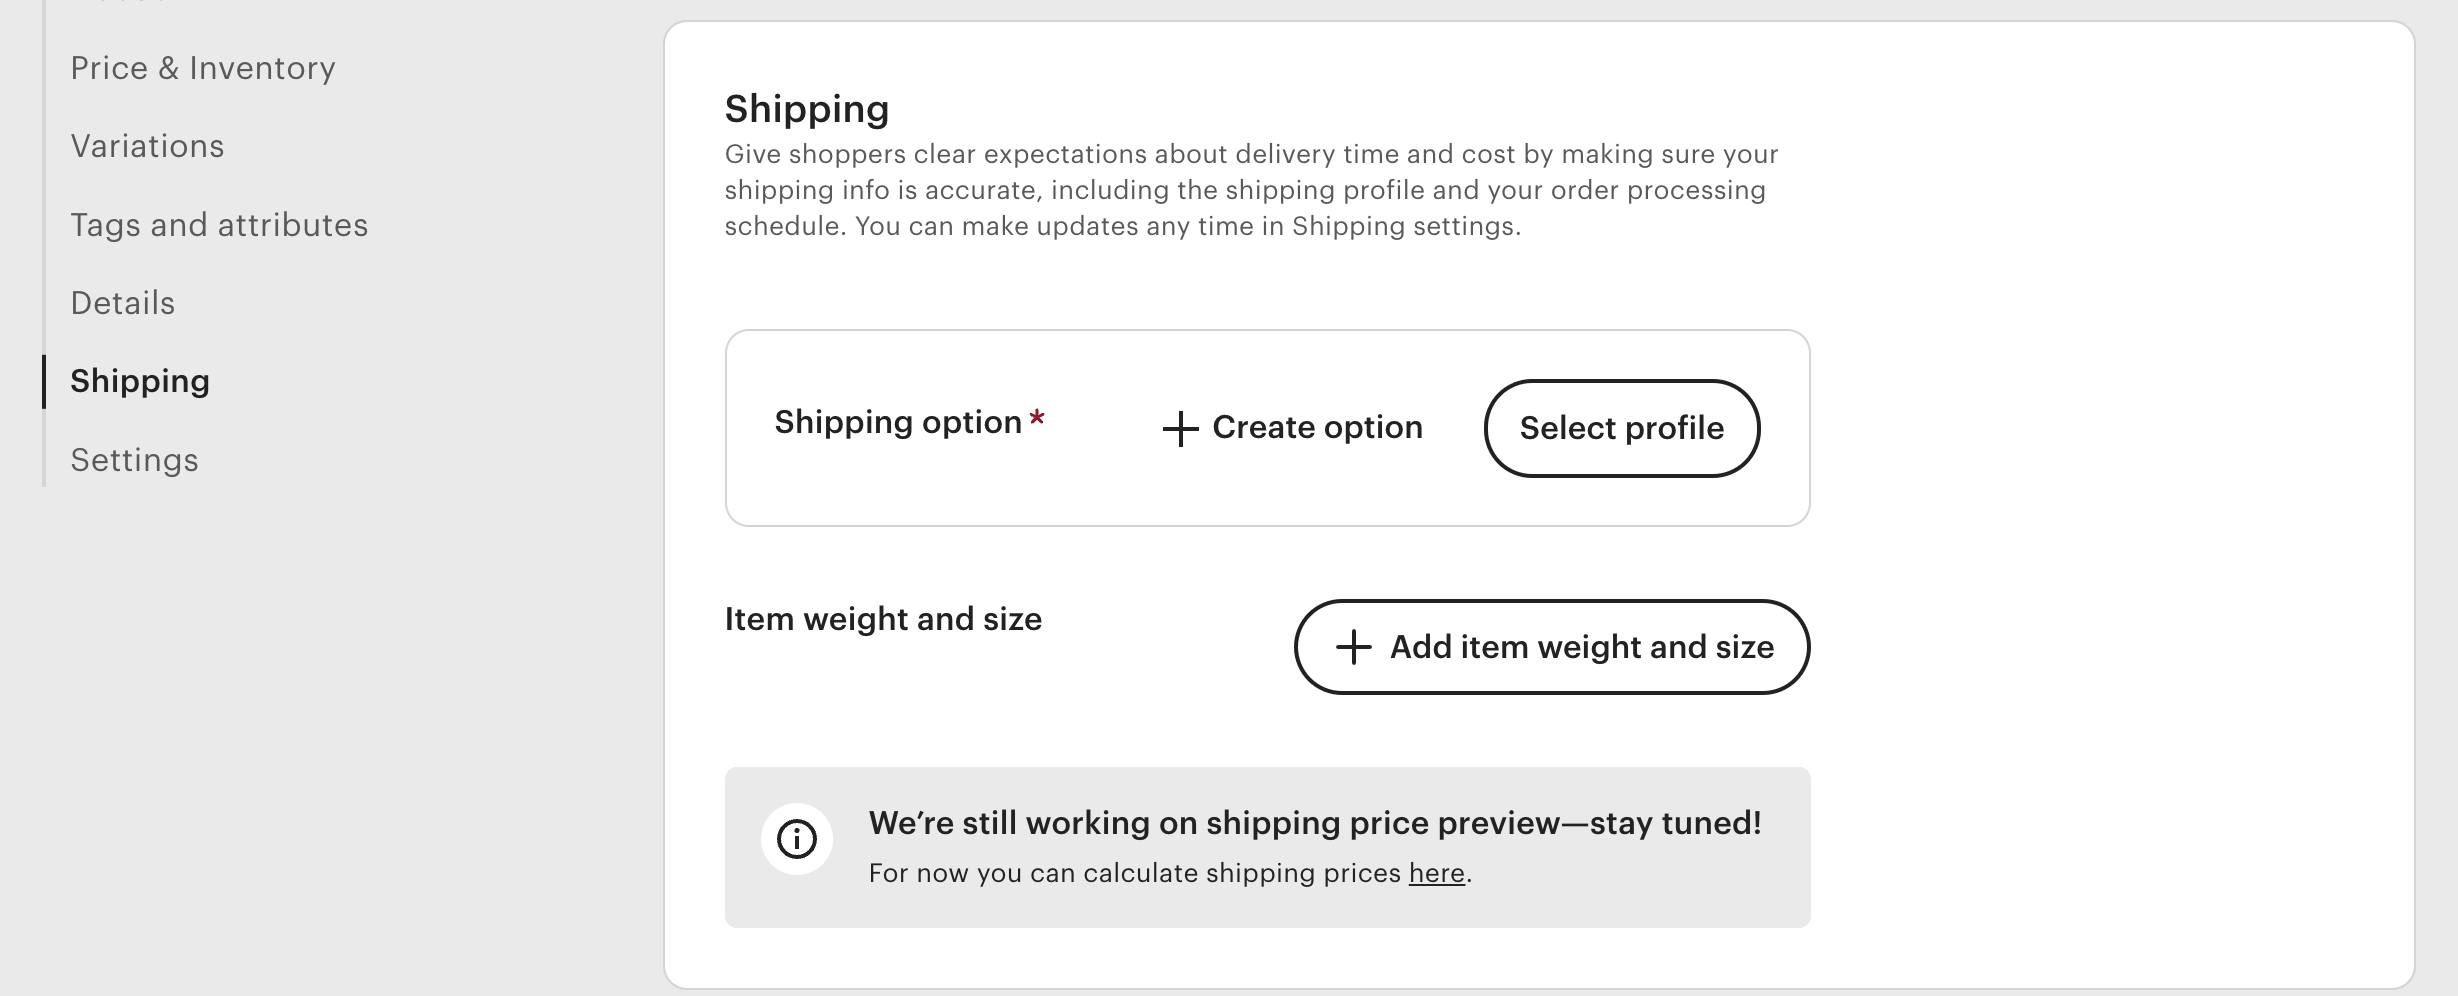 Price & Inventory
Variations
Tags and attributes
Details
Shipping
Settings
Shipping
Give shoppers clear expectations about delivery time and cost by making sure your
shipping info is accurate, including the shipping profile and your order processing
schedule. You can make updates any time in Shipping settings.
Shipping option *
Create option
Select profile
Item weight and size
Add item weight and size
We’re still working on shipping price preview—stay tuned!
For now you can calculate shipping prices here.